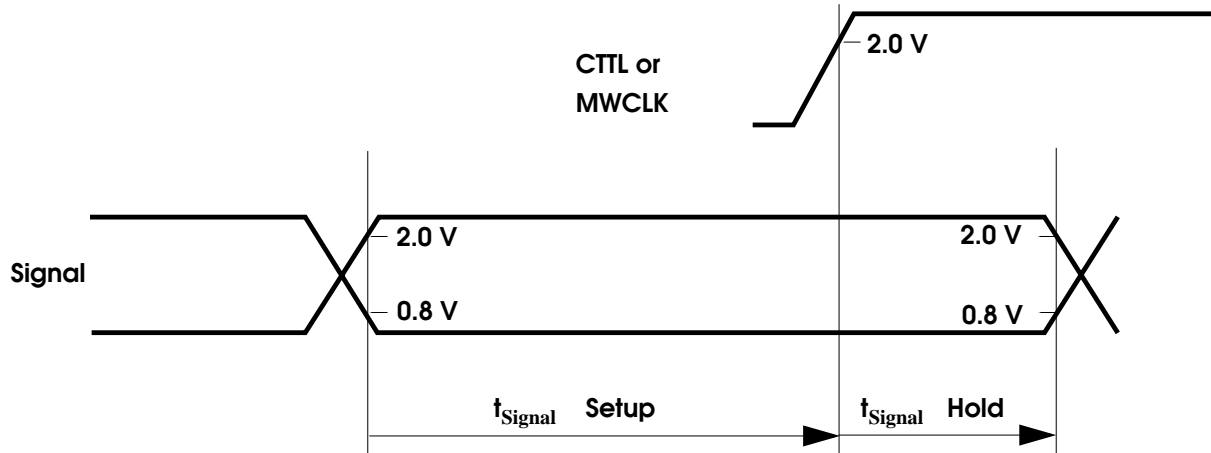 CTTL or
MWCLK
2.0 V
Signal
2.0 V
2.0 V
0.8 V
0.8 V
tSignal Setup
tSignal Hold